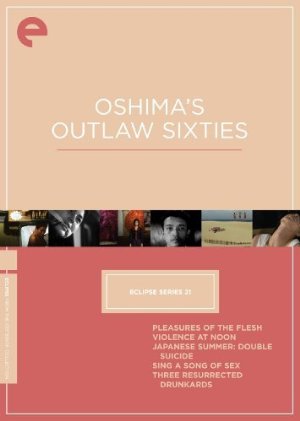 e
OSHIMA'S
OUTLAW SIXTIES
ECLIPSE SERIES 21
PLEASURES OF THE FLESH
VIOLENCE AT NOON
JAPANESE SUMMER: DOUBLE
SUICIDE
SING A SONG OF SEX
THREE RESURRECTED
DRUNKARDS